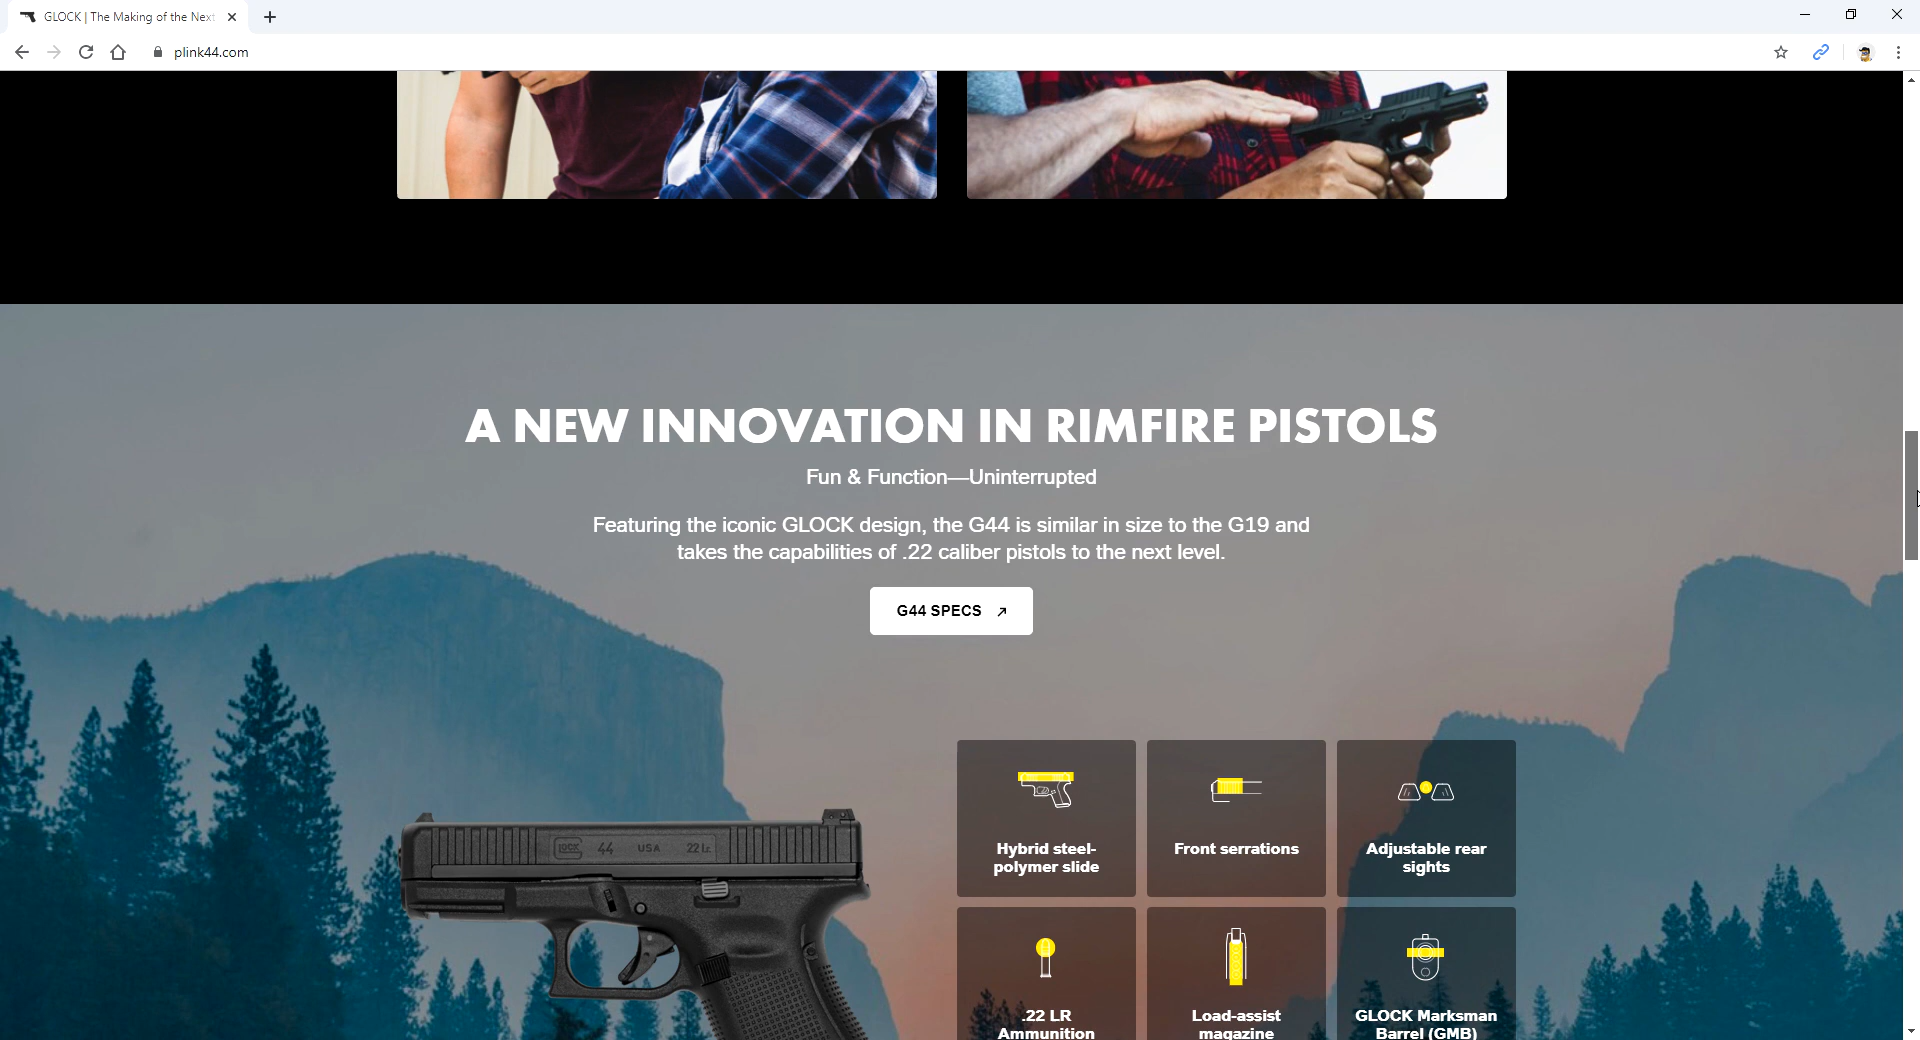 GLOCK | The Making of the Next
plink44.com
A NEW INNOVATION IN RIMFIRE PISTOLS
Fun & Function—Uninterrupted
Featuring the iconic GLOCK design, the G44 is similar in size to the G19 and
takes the capabilities of .22 caliber pistols to the next level.
G44 SPECS
GLOCK 44 USA 22 l.r.
Hybrid steel-
polymer slide
Front serrations
Adjustable rear
sights
.22 LR
Ammunition
Load-assist
magazine
GLOCK Marksman
Barrel (GMB)